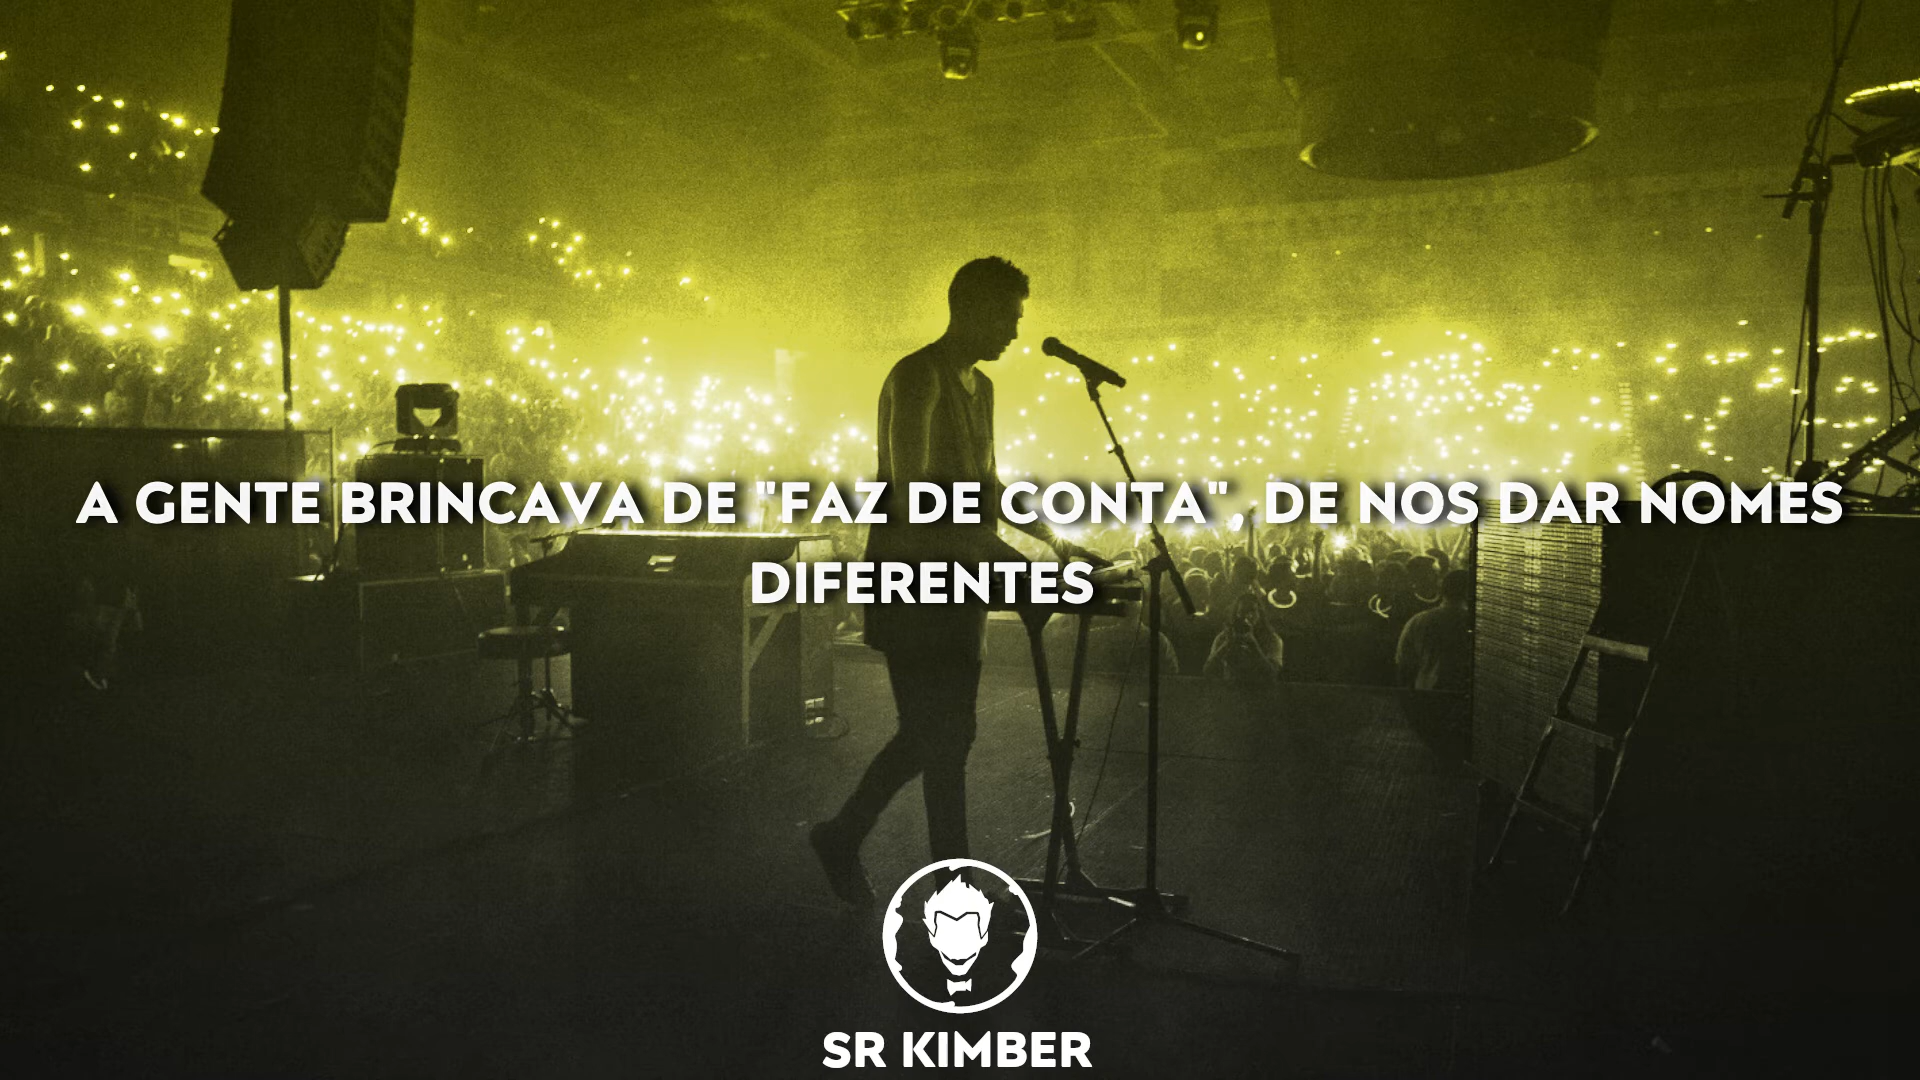 A GENTE BRINCAVA DE "FAZ DE CONTA", DE NOS DAR NOMES
DIFERENTES
SR KIMBER